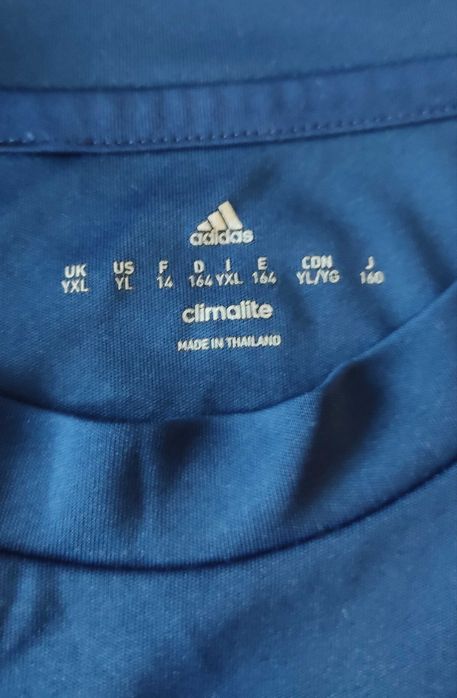 adidas
UK US F D I E CDN J
YXL YL 14 164 YXL 164 YL/YG 160
climalite
MADE IN THAILAND